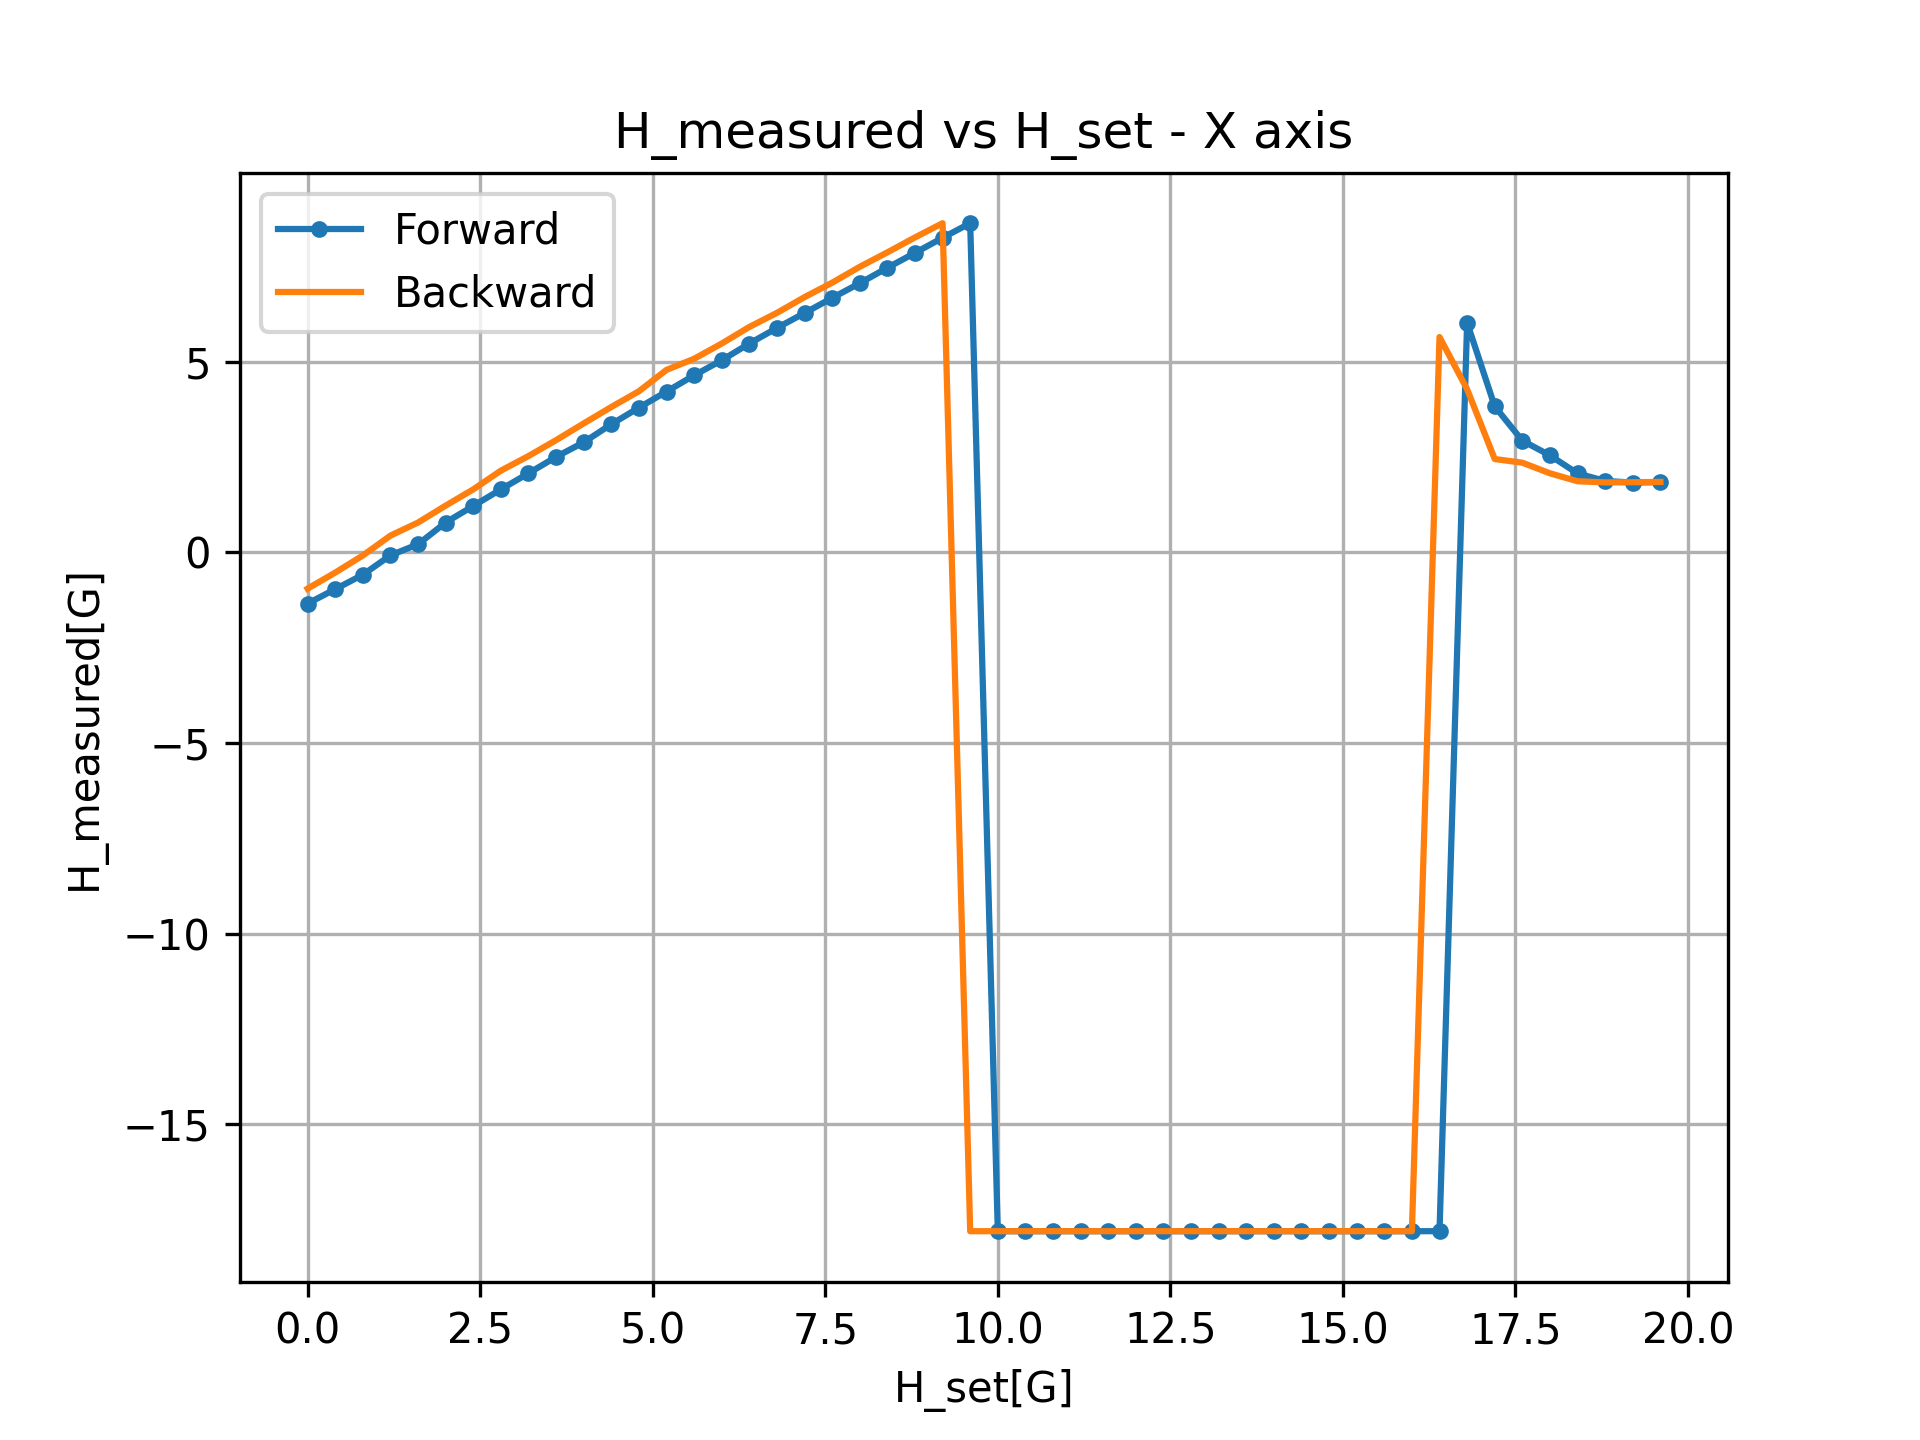 H_measured vs H_set - X axis
Forward
Backward
5
0
−5
−10
−15
H_measured[G]
0.0 2.5 5.0 7.5 10.0 12.5 15.0 17.5 20.0
H_set[G]